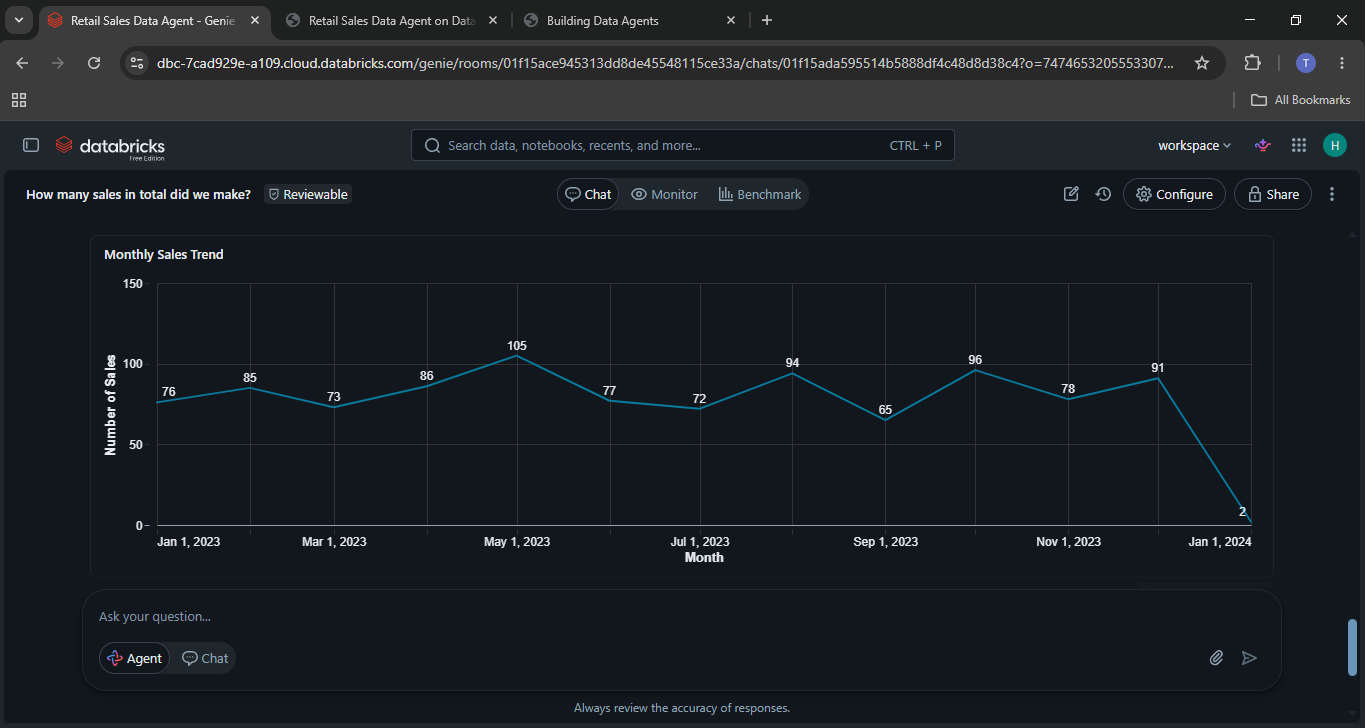 Retail Sales Data Agent - Genie
Retail Sales Data Agent on Data
Building Data Agents
dbc-7cad929e-a109.cloud.databricks.com/genie/rooms/01f15ace945313dd8de45548115ce33a/chats/01f15ada595514b5888df4c48d8d38c4?o=7474653205553307...
T
All Bookmarks
databricks
Free Edition
Search data, notebooks, recents, and more...
CTRL + P
workspace
H
How many sales in total did we make?
Reviewable
Chat
Monitor
Benchmark
Configure
Share
Monthly Sales Trend
150
100
50
0
Number of Sales
76
85
73
86
105
77
72
94
65
96
78
91
2
Jan 1, 2023
Mar 1, 2023
May 1, 2023
Jul 1, 2023
Sep 1, 2023
Nov 1, 2023
Jan 1, 2024
Month
Ask your question...
Agent
Chat
Always review the accuracy of responses.